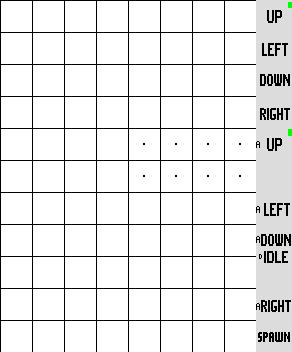 UP
LEFT
DOWN
RIGHT
A UP
A LEFT
A DOWN
D IDLE
A RIGHT
SPAWN